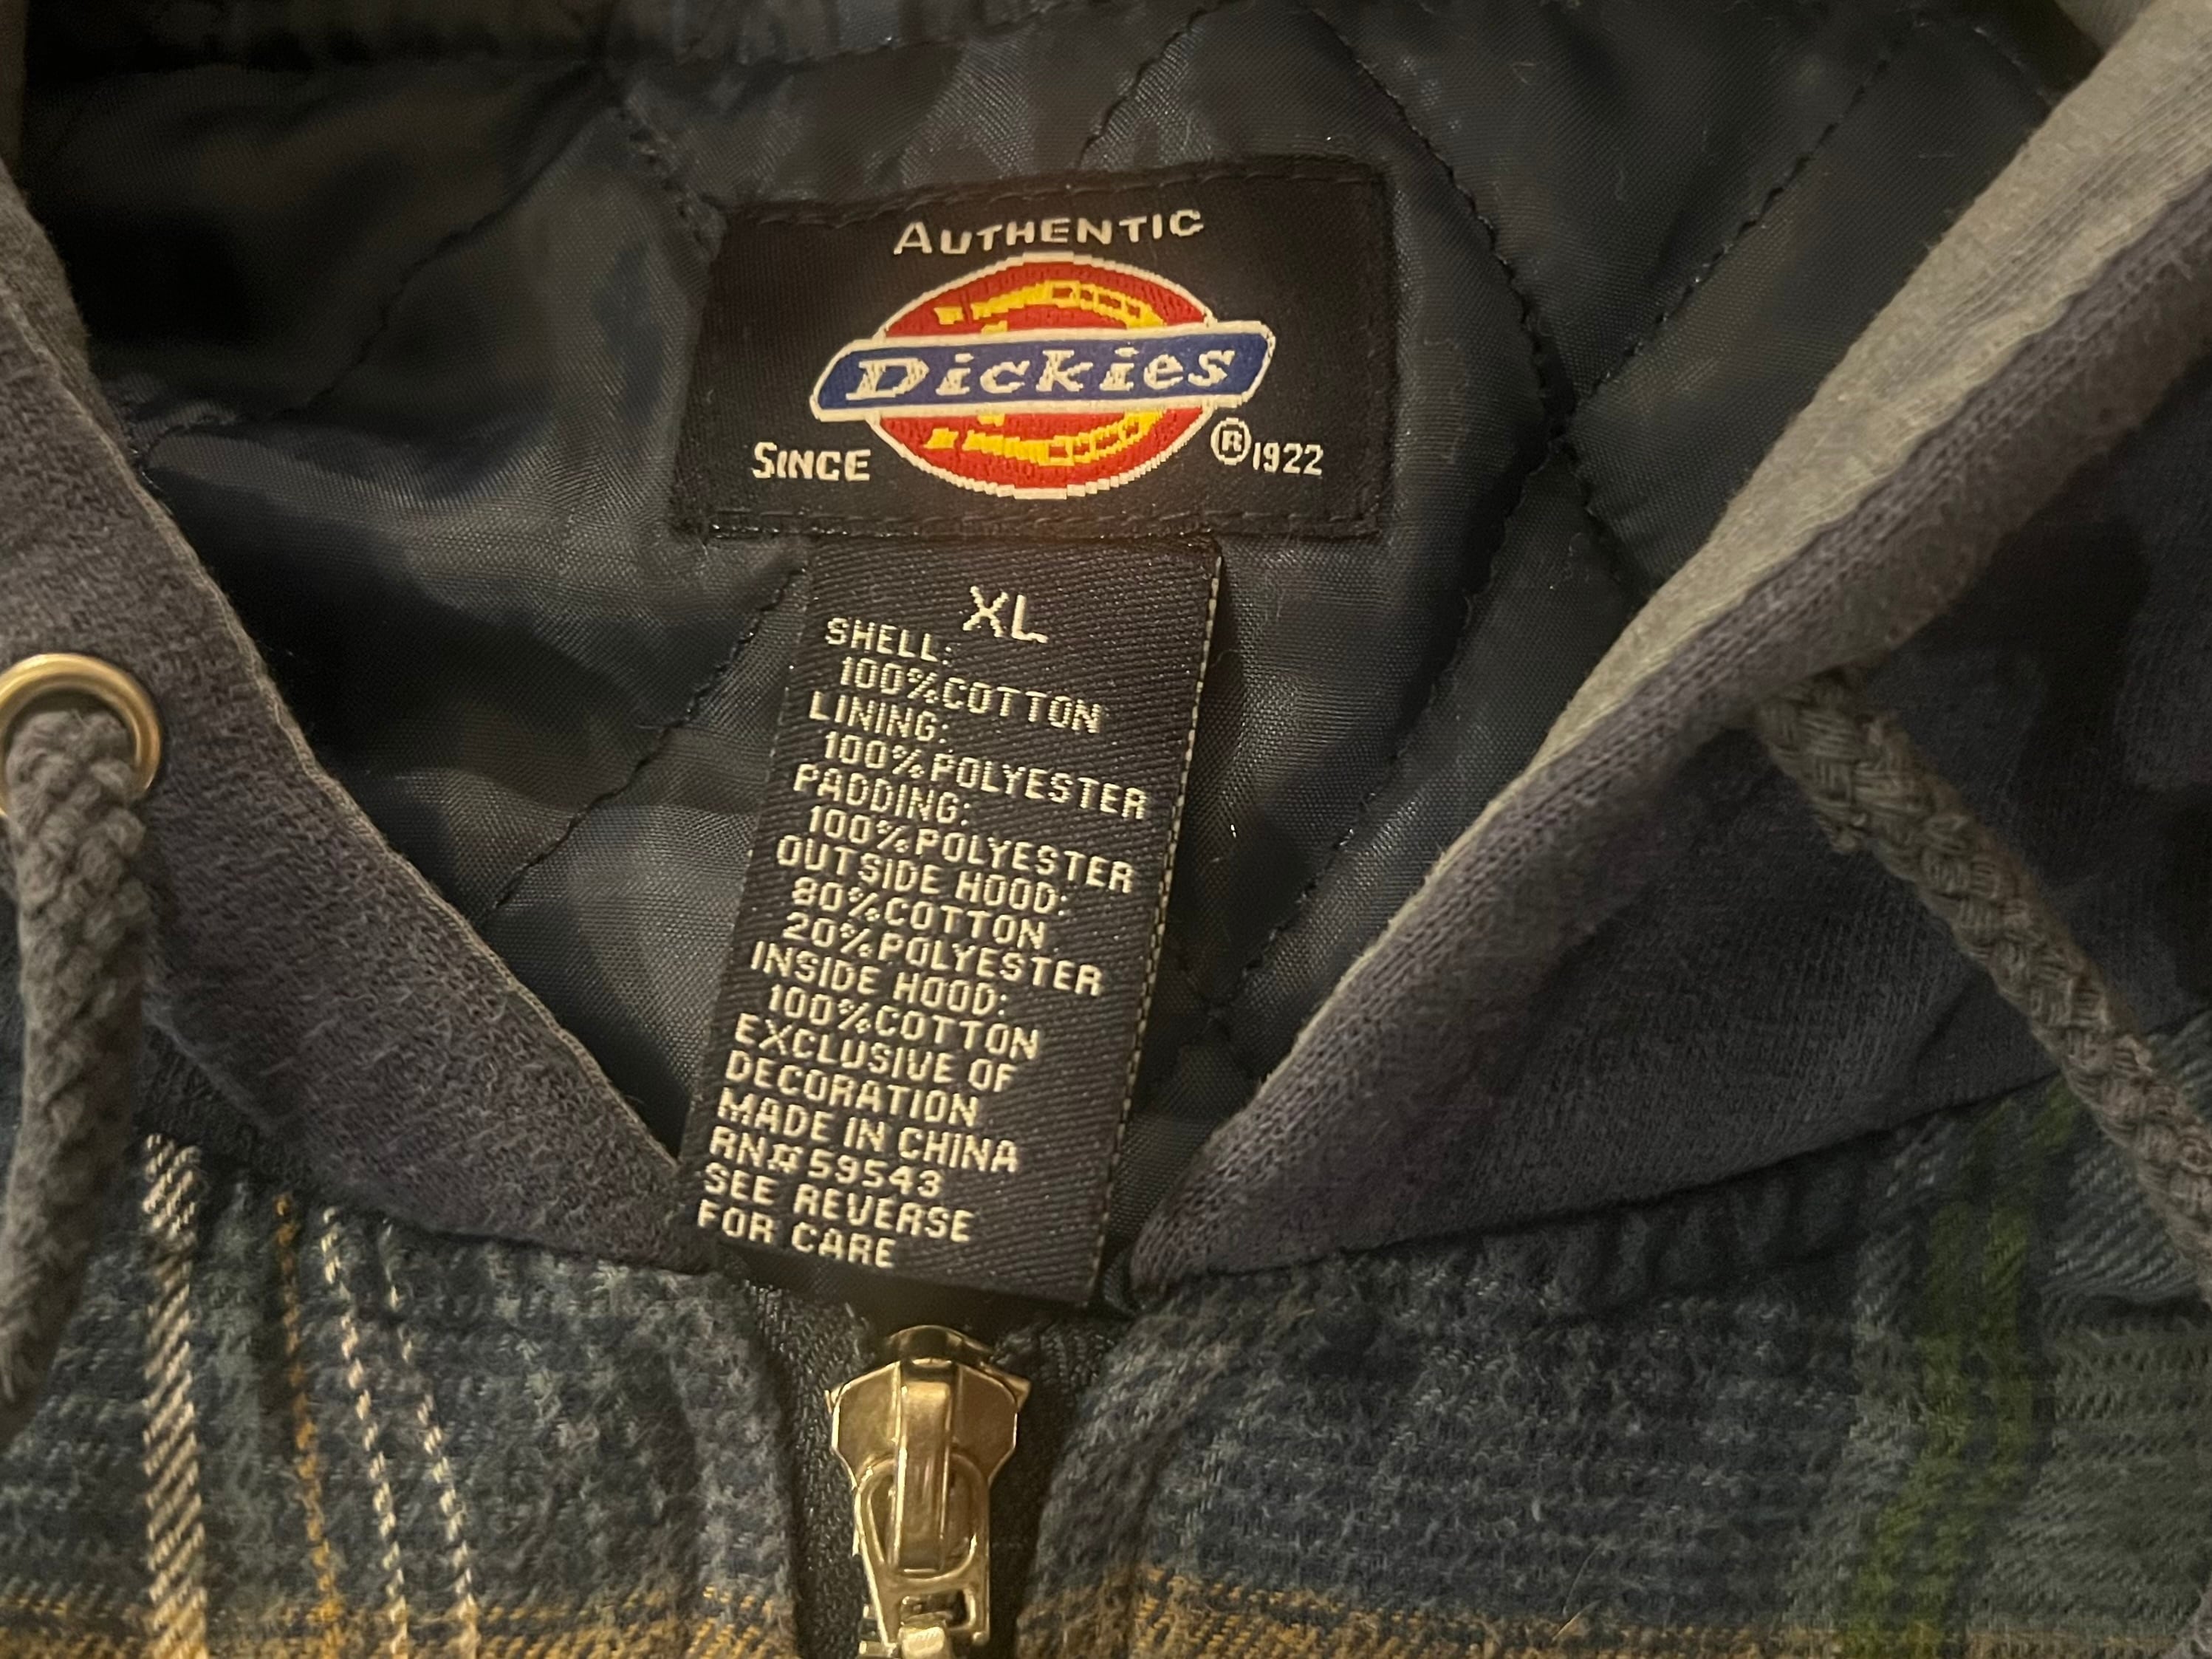 AUTHENTIC
Dickies
SINCE ® 1922
XL
SHELL:
100%COTTON
LINING:
100%POLYESTER
PADDING:
100%POLYESTER
OUTSIDE HOOD:
80%COTTON
20%POLYESTER
INSIDE HOOD:
100%COTTON
EXCLUSIVE OF
DECORATION
MADE IN CHINA
RN#59543
SEE REVERSE
FOR CARE